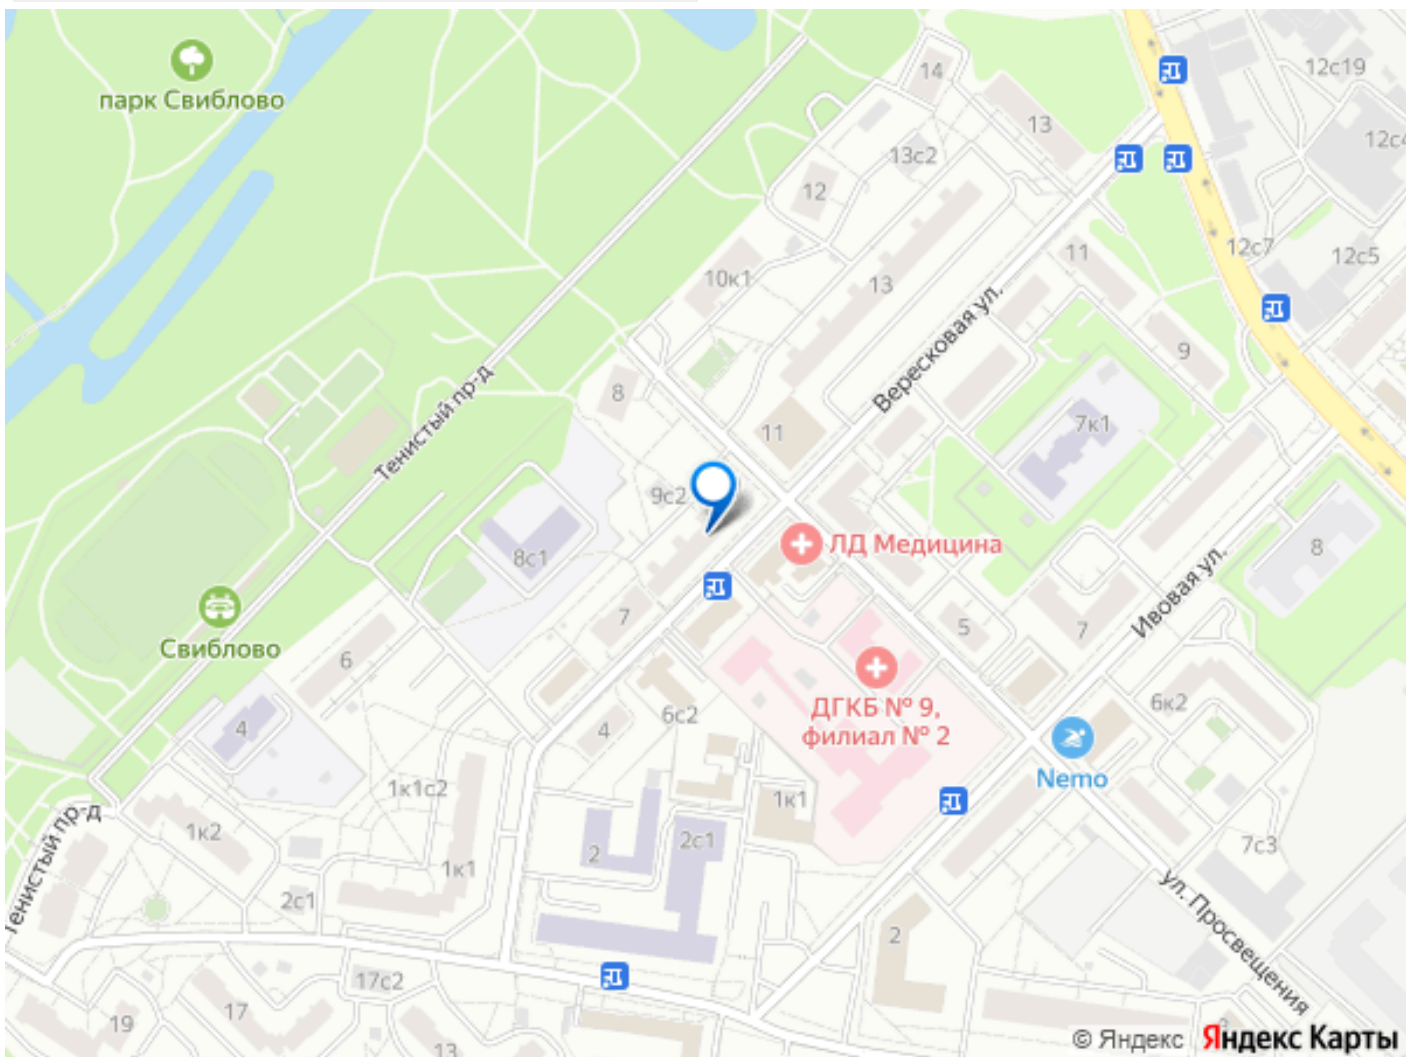 14
12с19
парк Свиблово
13
12с4
13с2
12
12с7
12с5
11
10к1
13
Вересковая ул.
9
8
Тенистый пр-д
7к1
11
9с2
ЛД Медицина
8с1
8
Ивовая ул.
7
5
7
Свиблово
6
ДГКБ № 9,
филиал № 2
6с2
6к2
4
4
Nemo
1к1с2
1к1
Тенистый пр-д
1к2
2с1
7с3
2
1к1
ул. Просвещения
2с1
2
17с2
17
19
13
© Яндекс
Яндекс Карты